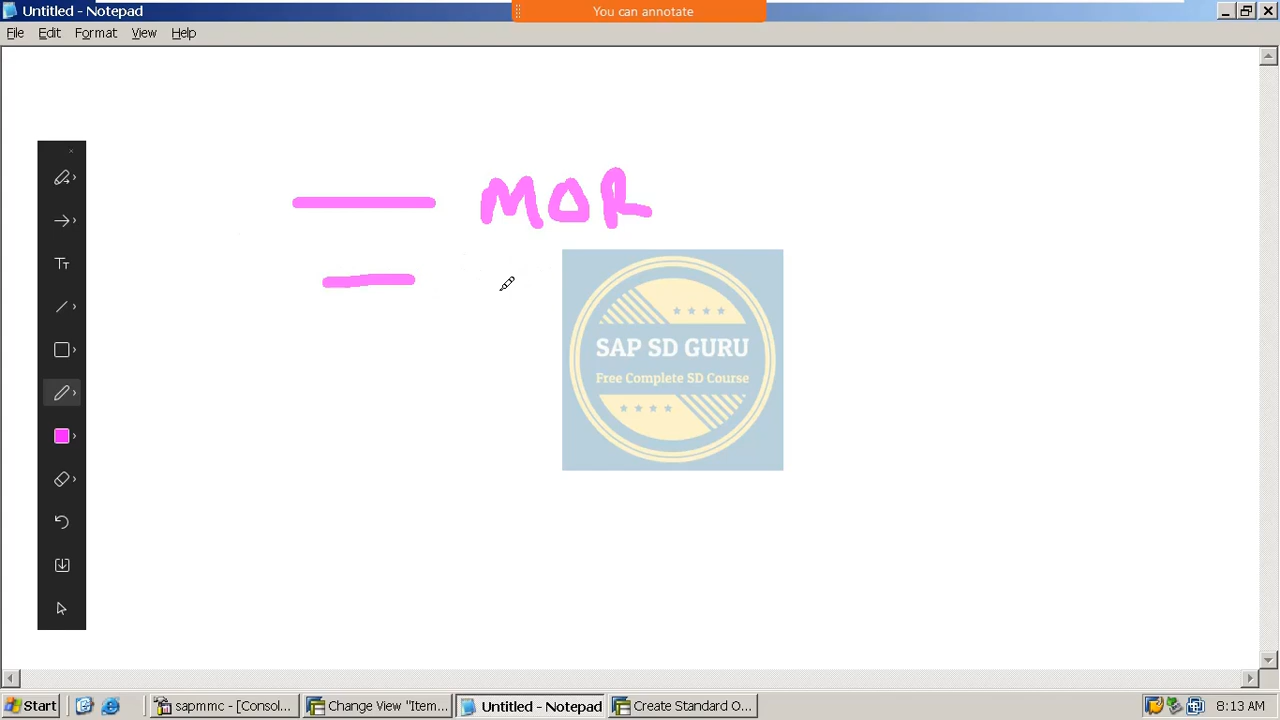 Untitled - Notepad
You can annotate
File Edit Format View Help
MOR
SAP SD GURU
Free Complete SD Course
Start
sapmmc - [Consol...
Change View "Item...
Untitled - Notepad
Create Standard O...
8:13 AM